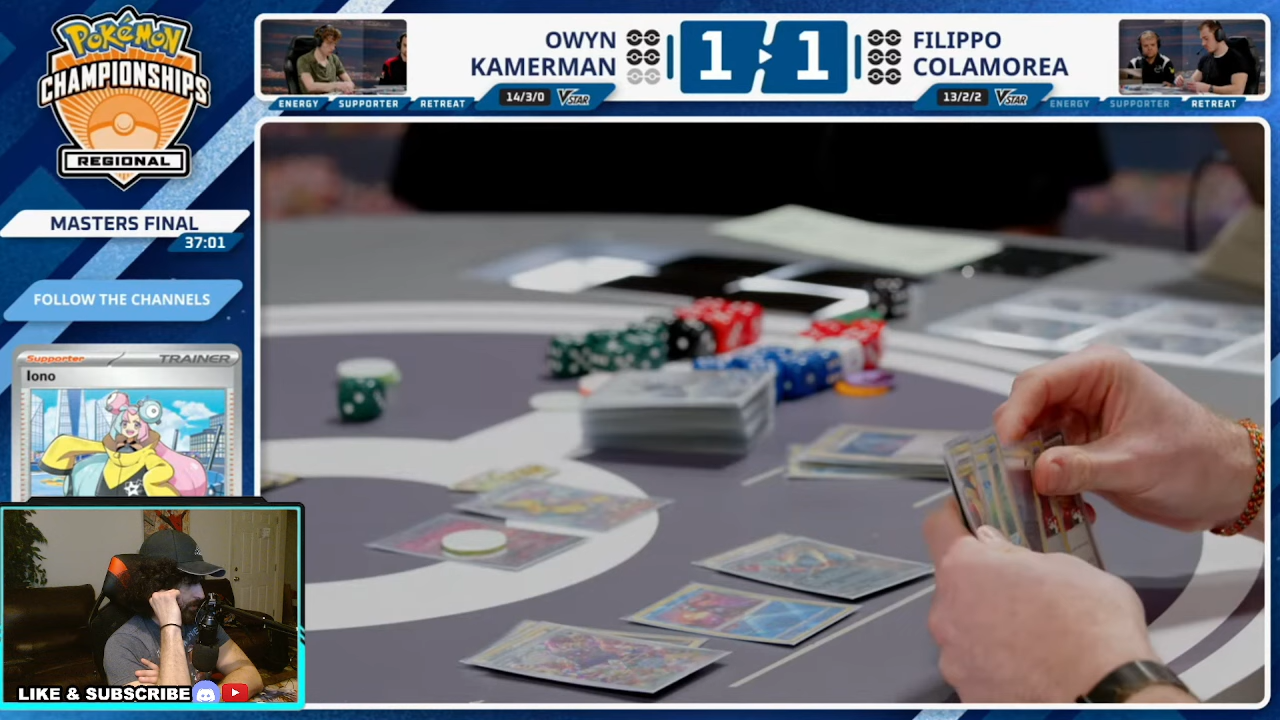 Pokémon
CHAMPIONSHIPS
REGIONAL
OWYN
KAMERMAN
1 1
FILIPPO
COLAMOREA
ENERGY SUPPORTER RETREAT
14/3/0 VSTAR
13/2/2 VSTAR
ENERGY SUPPORTER RETREAT
MASTERS FINAL
37:01
FOLLOW THE CHANNELS
Supporter TRAINER
Iono
LIKE & SUBSCRIBE